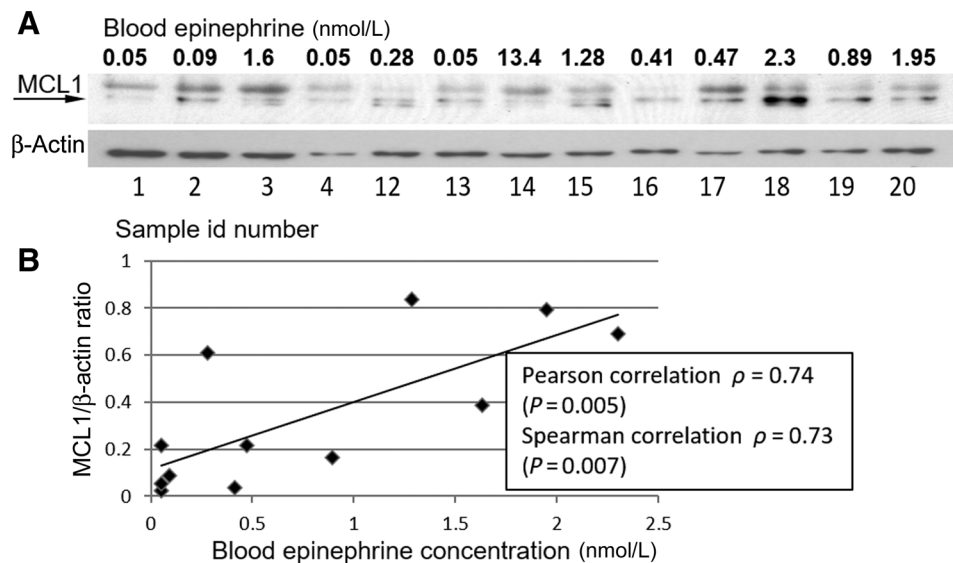 A
Blood epinephrine (nmol/L)
0.05 0.09 1.6 0.05 0.28 0.05 13.4 1.28 0.41 0.47 2.3 0.89 1.95
MCL1
β-Actin
1 2 3 4 12 13 14 15 16 17 18 19 20
Sample id number
B
MCL1/β-actin ratio
1
0.8
0.6
0.4
0.2
0
Pearson correlation ρ = 0.74
(P = 0.005)
Spearman correlation ρ = 0.73
(P = 0.007)
0 0.5 1 1.5 2 2.5
Blood epinephrine concentration (nmol/L)